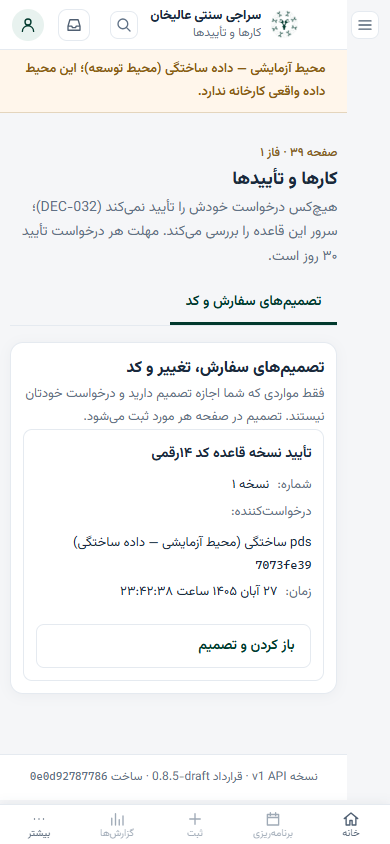 سراجی سنتی عالیخان
کارها و تأییدها
محیط آزمایشی — داده ساختگی (محیط توسعه)؛ این محیط
داده واقعی کارخانه ندارد.
صفحه ۳۹ · فاز ۱
کارها و تأییدها
هیچ‌کس درخواست خودش را تأیید نمی‌کند (DEC-032)؛
سرور این قاعده را بررسی می‌کند. مهلت هر درخواست تأیید
۳۰ روز است.
تصمیم‌های سفارش و کد
تصمیم‌های سفارش، تغییر و کد
فقط مواردی که شما اجازه تصمیم دارید و درخواست خودتان
نیستند. تصمیم در صفحه هر مورد ثبت می‌شود.
تأیید نسخه قاعده کد ۱۴رقمی
شماره: نسخه ۱
درخواست‌کننده:
pds ساختگی (محیط آزمایشی — داده ساختگی)
7073fe39
زمان: ۲۷ آبان ۱۴۰۵ ساعت ۲۳:۴۲:۳۸
باز کردن و تصمیم
نسخه v1 API · قرارداد 0.8.5-draft · ساخت 0e0d92787786
خانه
برنامه‌ریزی
ثبت
گزارش‌ها
بیشتر